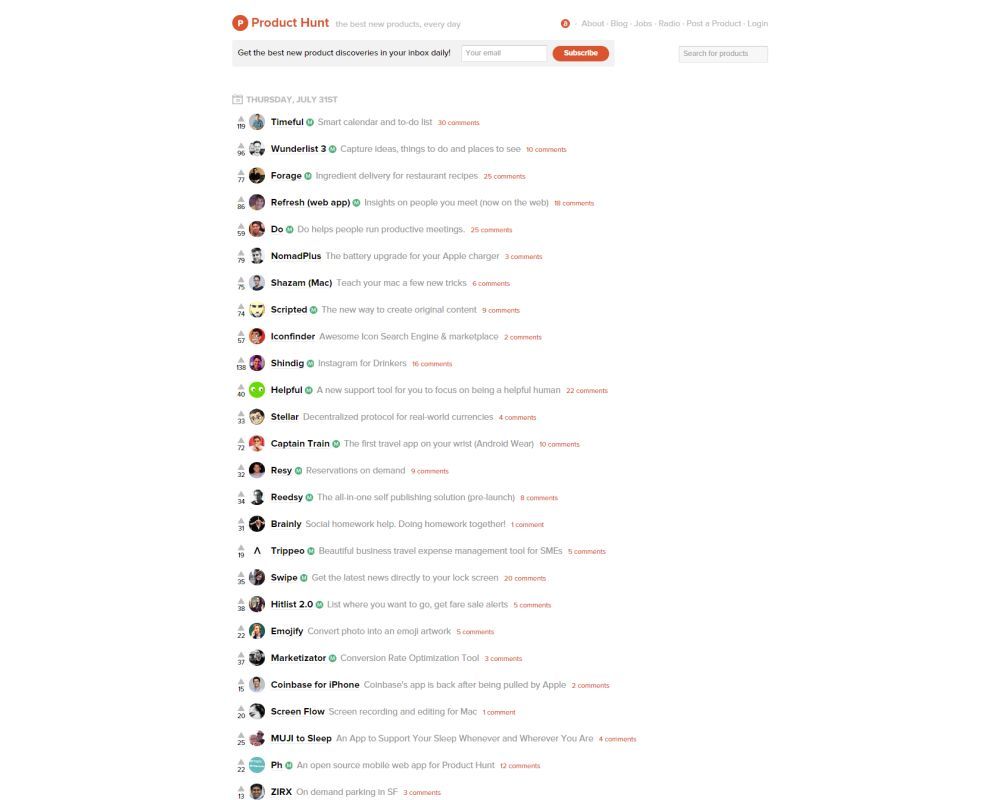 Product Hunt the best new products, every day About · Blog · Jobs · Radio · Post a Product · Login
Get the best new product discoveries in your inbox daily! Your email Subscribe Search for products
THURSDAY, JULY 31ST
119 Timeful M Smart calendar and to-do list 30 comments
96 Wunderlist 3 M Capture ideas, things to do and places to see 10 comments
77 Forage M Ingredient delivery for restaurant recipes 25 comments
86 Refresh (web app) M Insights on people you meet (now on the web) 18 comments
59 Do M Do helps people run productive meetings. 25 comments
79 NomadPlus The battery upgrade for your Apple charger 3 comments
75 Shazam (Mac) Teach your mac a few new tricks 6 comments
74 Scripted M The new way to create original content 9 comments
57 Iconfinder Awesome Icon Search Engine & marketplace 2 comments
138 Shindig M Instagram for Drinkers 16 comments
40 Helpful M A new support tool for you to focus on being a helpful human 22 comments
33 Stellar Decentralized protocol for real-world currencies 4 comments
72 Captain Train M The first travel app on your wrist (Android Wear) 10 comments
32 Resy M Reservations on demand 9 comments
34 Reedsy M The all-in-one self publishing solution (pre-launch) 8 comments
31 Brainly Social homework help. Doing homework together! 1 comment
19 Trippeo M Beautiful business travel expense management tool for SMEs 5 comments
35 Swipe M Get the latest news directly to your lock screen 20 comments
38 Hitlist 2.0 M List where you want to go, get fare sale alerts 5 comments
22 Emojify Convert photo into an emoji artwork 5 comments
37 Marketizator M Conversion Rate Optimization Tool 3 comments
15 Coinbase for iPhone Coinbase's app is back after being pulled by Apple 2 comments
20 Screen Flow Screen recording and editing for Mac 1 comment
25 MUJI to Sleep An App to Support Your Sleep Whenever and Wherever You Are 4 comments
22 Ph M An open source mobile web app for Product Hunt 12 comments
13 ZIRX On demand parking in SF 3 comments